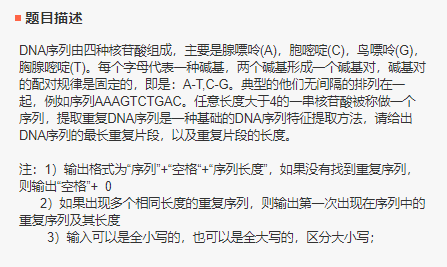 题目描述
DNA序列由四种核苷酸组成，主要是腺嘌呤(A)，胞嘧啶(C)，鸟嘌呤(G)，
胸腺嘧啶(T)。每个字母代表一种碱基，两个碱基形成一个碱基对，碱基对
的配对规律是固定的，即是：A-T,C-G。典型的他们无间隔的排列在一
起，例如序列AAAGTCTGAC。任意长度大于4的一串核苷酸被称做一个
序列，提取重复DNA序列是一种基础的DNA序列特征提取方法，请给出
DNA序列的最长重复片段，以及重复片段的长度。
注：1）输出格式为“序列”+“空格“+“序列长度”，如果没有找到重复序列，
则输出“空格”+ 0
2）如果出现多个相同长度的重复序列，则输出第一次出现在序列中的
重复序列及其长度
3）输入可以是全小写的，也可以是全大写的，区分大小写；